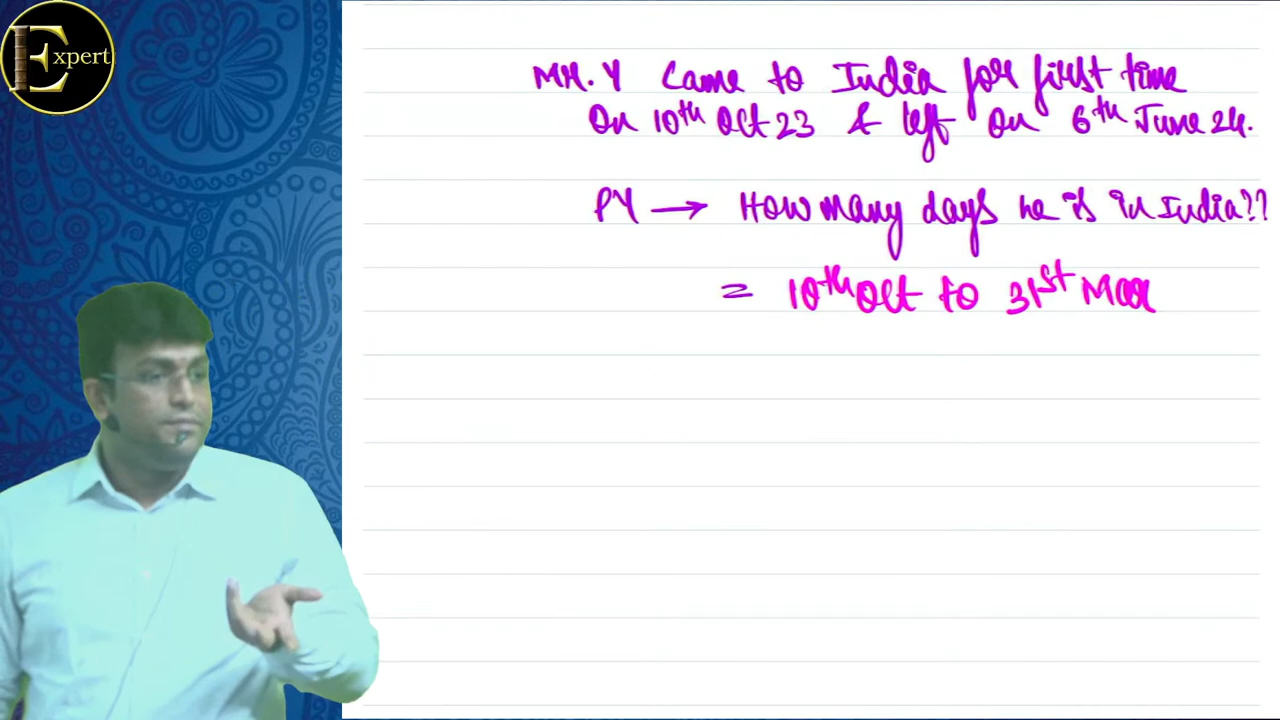 Expert
MR. Y Came to India for first time
On 10th Oct 23 & left on 6th June 24.
PY → How many days he is in India??
= 10th Oct to 31st Mar